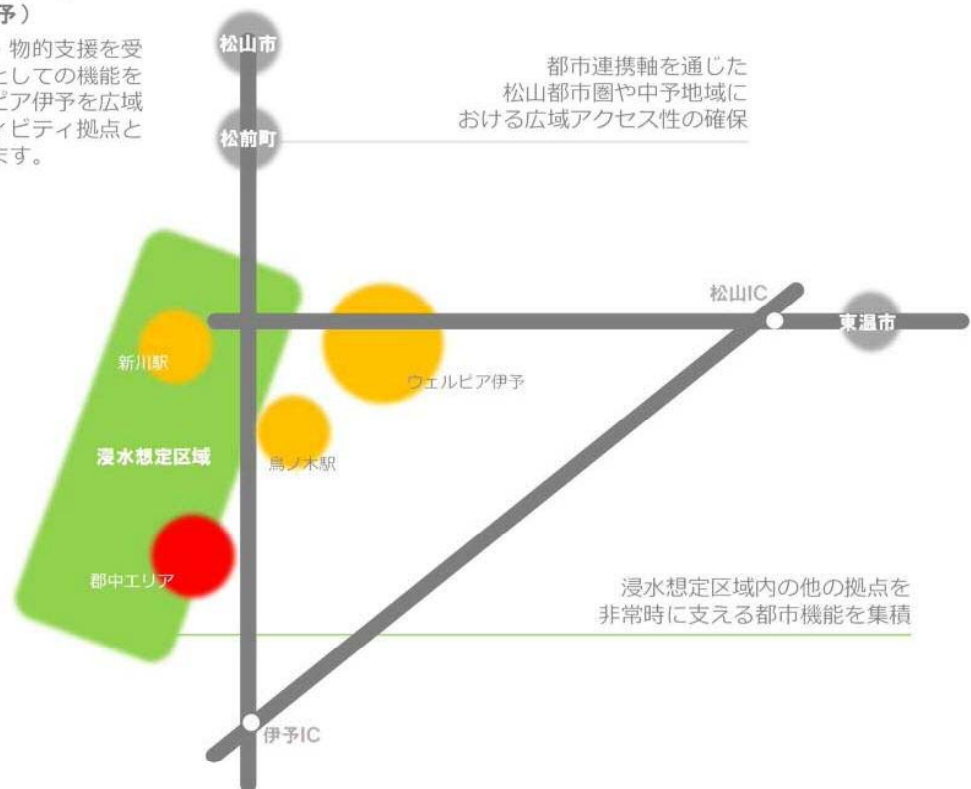 予）
物的支援を受
としての機能を
ピア伊予を広域
ィビティ拠点と
ます。
松山市
松前町
都市連携軸を通じた
松山都市圏や中予地域に
おける広域アクセス性の確保
松山IC
東温市
新川駅
ウェルピア伊予
浸水想定区域
鳥ノ木駅
郡中エリア
浸水想定区域内の他の拠点を
非常時に支える都市機能を集積
伊予IC